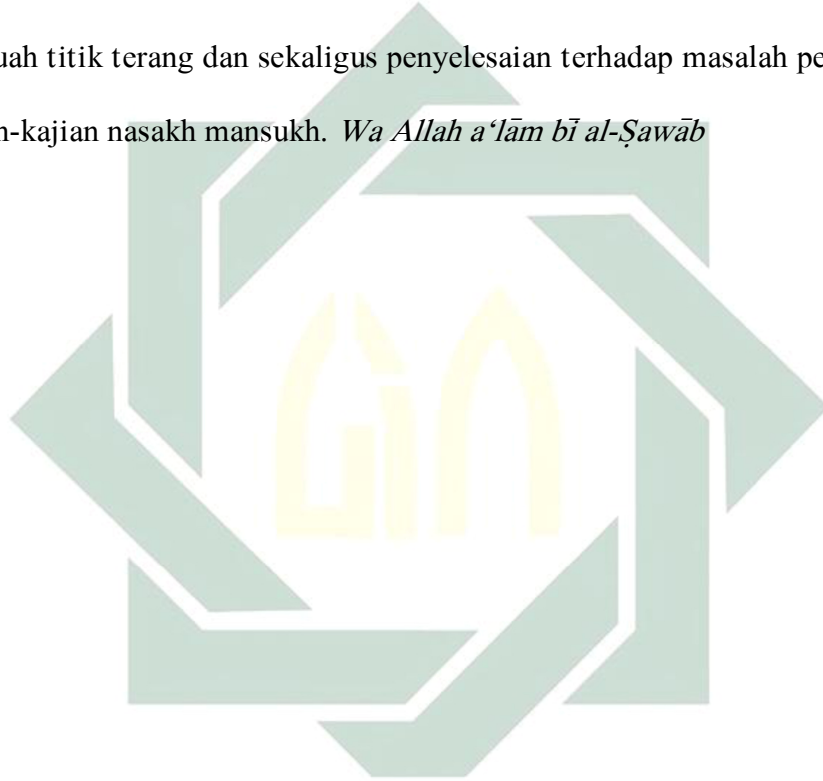 uah titik terang dan sekaligus penyelesaian terhadap masalah pe
n-kajian nasakh mansukh. Wa Allah a‘lām bī al-Ṣawāb